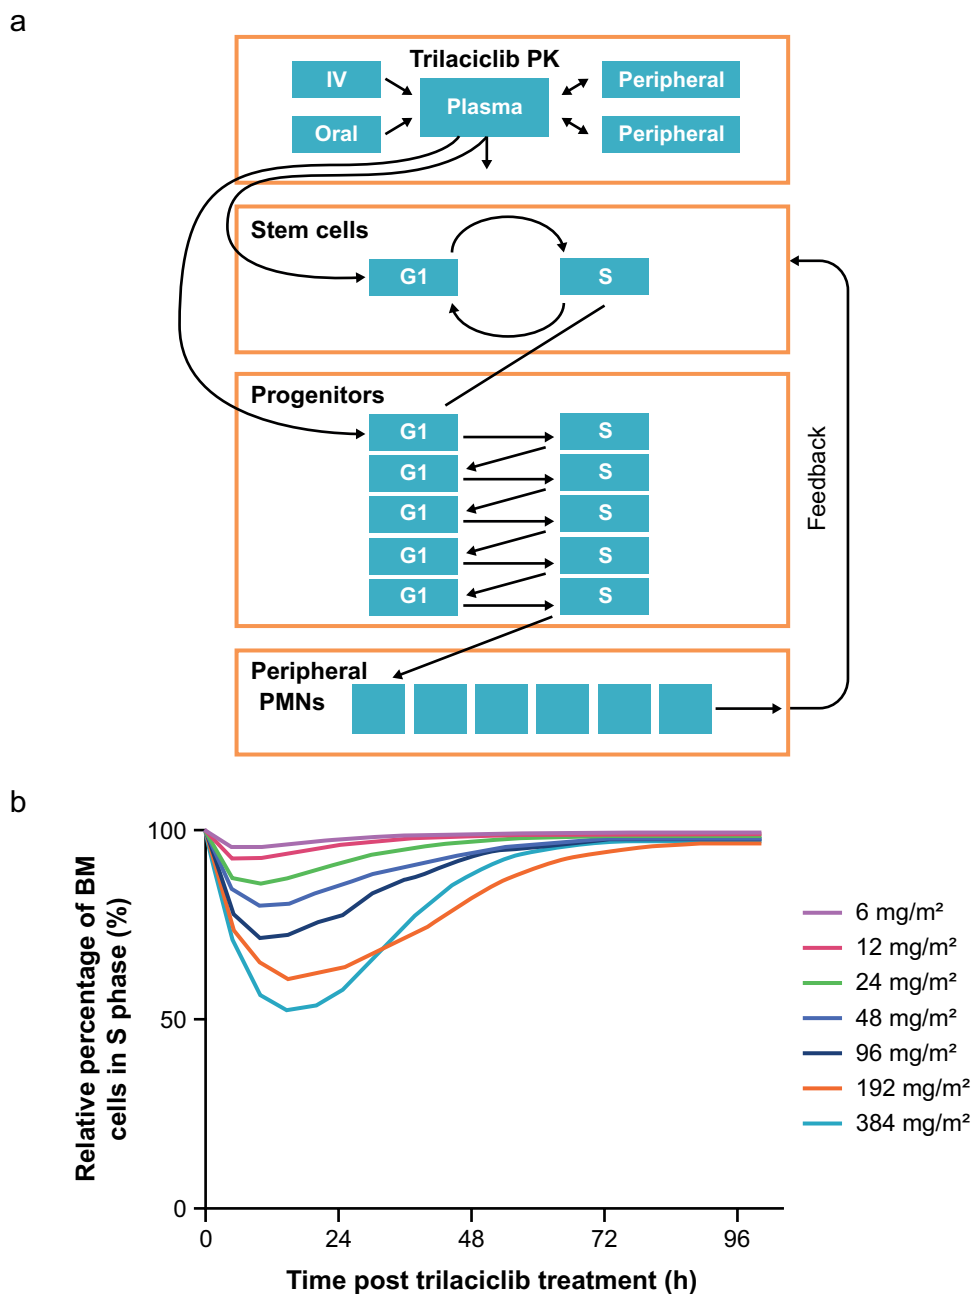 a
Trilaciclib PK
IV
Plasma
Peripheral
Oral
Peripheral
Stem cells
G1
S
Progenitors
G1
S
G1
S
G1
S
G1
S
G1
S
Feedback
Peripheral
PMNs
b
Relative percentage of BM
cells in S phase (%)
100
50
0
0
24
48
72
96
Time post trilaciclib treatment (h)
6 mg/m²
12 mg/m²
24 mg/m²
48 mg/m²
96 mg/m²
192 mg/m²
384 mg/m²